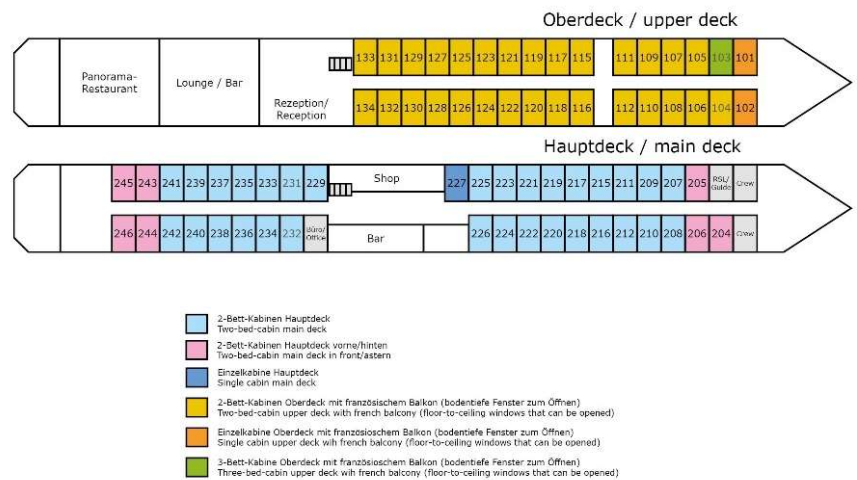 Oberdeck / upper deck
133 131 129 127 125 123 121 119 117 115 111 109 107 105 103 101
Panorama-
Restaurant
Lounge / Bar
Rezeption/
Reception
134 132 130 128 126 124 122 120 118 116 112 110 108 106 104 102
Hauptdeck / main deck
245 243 241 239 237 235 233 231 229 Shop 227 225 223 221 219 217 215 211 209 207 205 RSL/ Crew
Guide
246 244 242 240 238 236 234 232 Büro/ Bar 226 224 222 220 218 216 212 210 208 206 204 Crew
Office
2-Bett-Kabinen Hauptdeck
Two-bed-cabin main deck
2-Bett-Kabinen Hauptdeck vorne/hinten
Two-bed-cabin main deck in front/astern
Einzelkabine Hauptdeck
Single cabin main deck
2-Bett-Kabinen Oberdeck mit französischem Balkon (bodentiefe Fenster zum Öffnen)
Two-bed-cabin upper deck with french balcony (floor-to-ceiling windows that can be opened)
Einzelkabine Oberdeck mit französioschem Balkon (bodentiefe Fenster zum Öffnen)
Single cabin upper deck wih french balcony (floor-to-ceiling windows that can be opened)
3-Bett-Kabine Oberdeck mit französioschem Balkon (bodentiefe Fenster zum Öffnen)
Three-bed-cabin upper deck wih french balcony (floor-to-ceiling windows that can be opened)